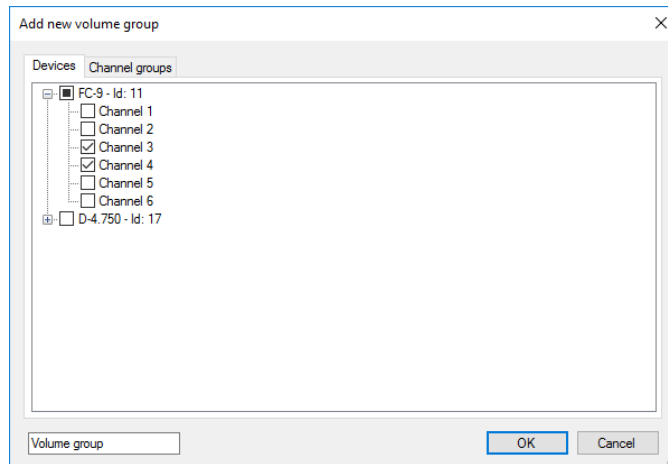 Add new volume group
Devices Channel groups
FC-9 - Id: 11
Channel 1
Channel 2
Channel 3
Channel 4
Channel 5
Channel 6
D-4.750 - Id: 17
Volume group OK Cancel